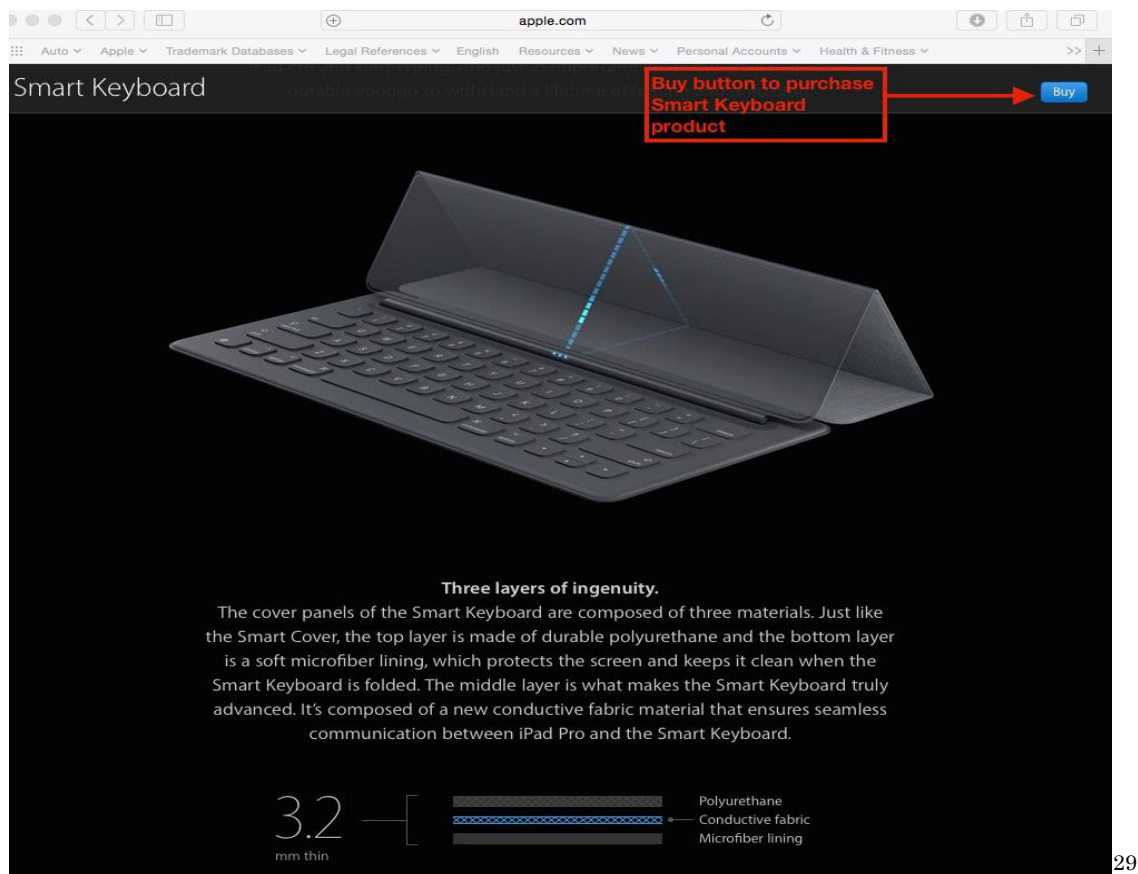 apple.com
Auto Apple Trademark Databases Legal References English Resources News Personal Accounts Health & Fitness >> +
Smart Keyboard
durable enough to withstand a lifetime of
Buy button to purchase
Smart Keyboard
product
Buy
Three layers of ingenuity.
The cover panels of the Smart Keyboard are composed of three materials. Just like
the Smart Cover, the top layer is made of durable polyurethane and the bottom layer
is a soft microfiber lining, which protects the screen and keeps it clean when the
Smart Keyboard is folded. The middle layer is what makes the Smart Keyboard truly
advanced. It’s composed of a new conductive fabric material that ensures seamless
communication between iPad Pro and the Smart Keyboard.
3.2
mm thin
Polyurethane
Conductive fabric
Microfiber lining
29